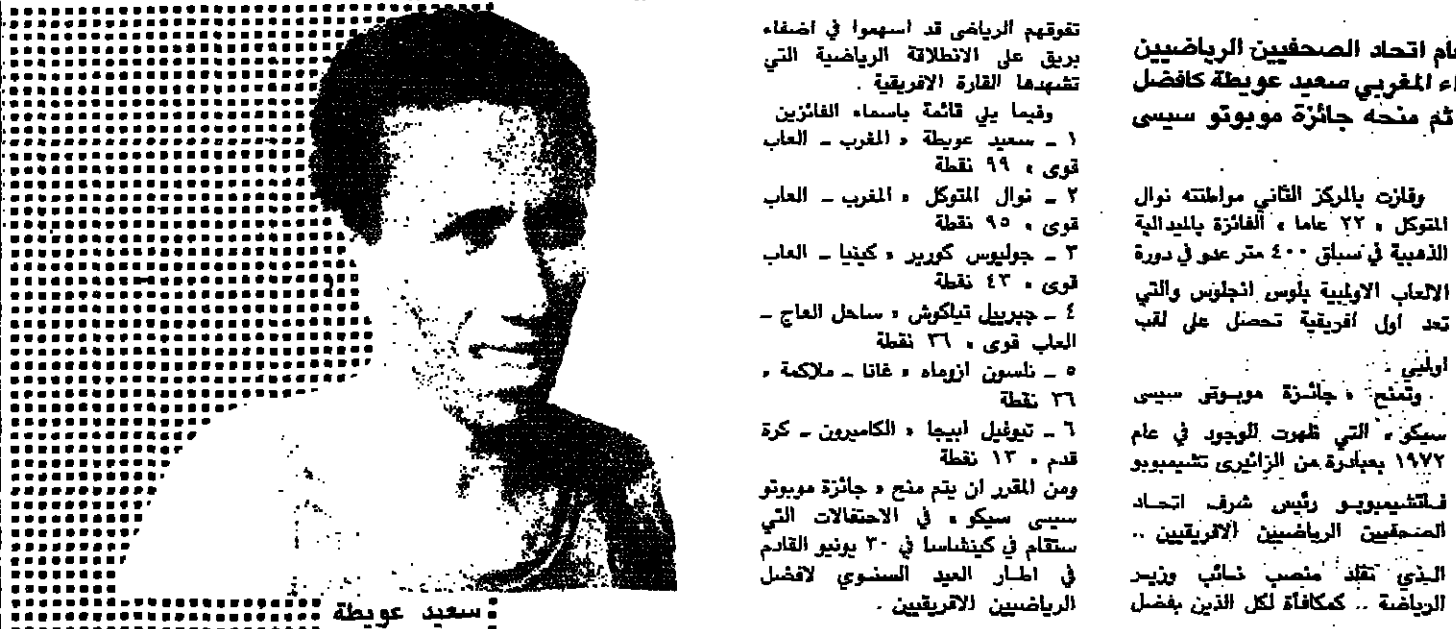 ـام اتحاد الصحفيين الرياضيين
ـاء المغربي سعيد عويطة كافضل
ثم منحه جائزة موبوتو سيسى
وفازت بالمركز الثاني مواطنته نوال
المتوكل « ٢٢ عاما » الفائزة بالميدالية
الذهبية في سباق ٤٠٠ متر عدو في دورة
الالعاب الاولمبية بلوس انجلوس والتي
تعد اول افريقية تحصل على لقب
اولمبي .
وتمنح « جائزة موبوتو سيسى
سيكو » التي ظهرت للوجود في عام
١٩٧٢ بمبادرة من الزائيرى تشيمبوبو
فلتشيمبوبو رئيس شرف اتحاد
الصحفيين الرياضيين الافريقيين ..
الذي تقلد منصب نائب وزير
الرياضة .. كمكافأة لكل الذين بفضل
تفوقهم الرياضى قد اسهموا في اضفاء
بريق على الانطلاقة الرياضية التي
تشهدها القارة الافريقية .
وفيما يلي قائمة باسماء الفائزين
١ ـ سعيد عويطة « المغرب ـ العاب
قوى » ٩٩ نقطة
٢ ـ نوال المتوكل « المغرب ـ العاب
قوى » ٩٥ نقطة
٣ ـ جوليوس كورير « كينيا ـ العاب
قوى » ٤٣ نقطة
٤ ـ جبرييل تياكوش « ساحل العاج ـ
العاب قوى » ٣٦ نقطة
٥ ـ نلسون ازوماه « غانا ـ ملاكمة »
٢٦ نقطة
٦ ـ تيوفيل ابيجا « الكاميرون ـ كرة
قدم » ١٣ نقطة
ومن المقرر ان يتم منح « جائزة موبوتو
سيسى سيكو » في الاحتفالات التي
ستقام في كينشاسا في ٣٠ يونيو القادم
في اطار العيد السنوي لافضل
الرياضيين الافريقيين .
سعيد عويطة